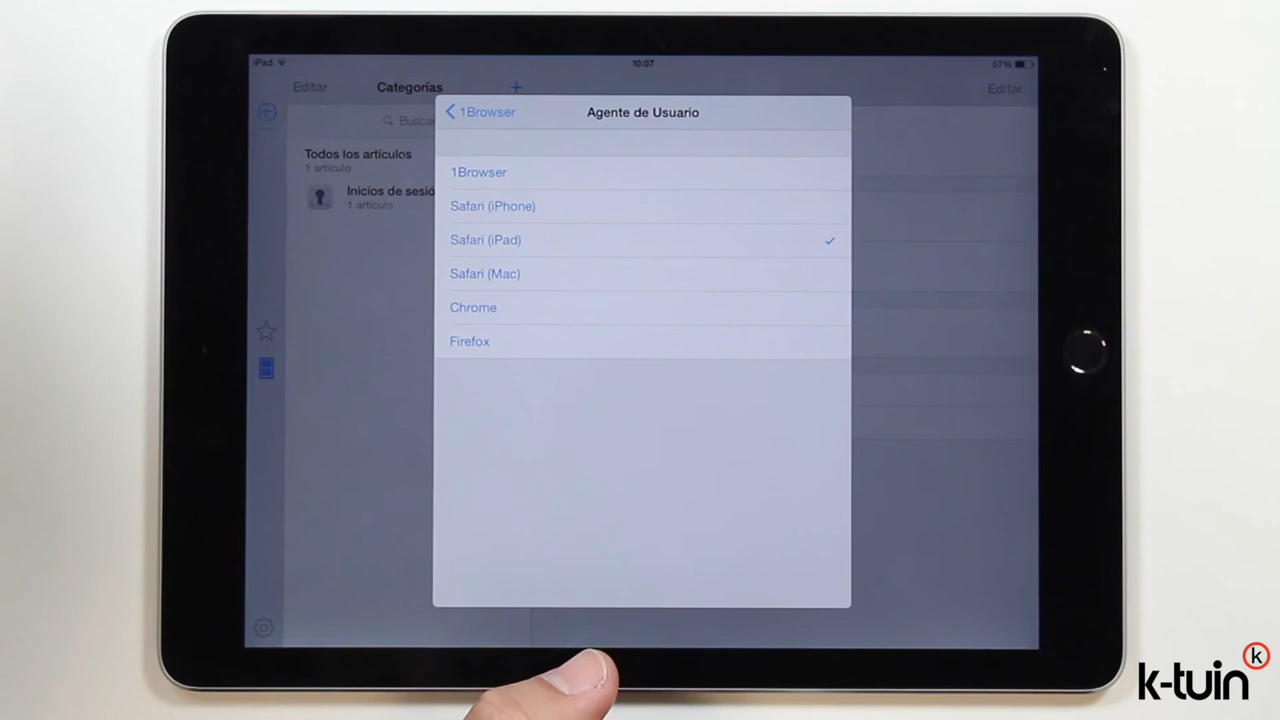 iPad
10:07
57%
Editar
Categorías
+
Editar
Buscar
1Browser
Agente de Usuario
Todos los artículos
1 artículo
Inicios de sesió
1 artículo
1Browser
Safari (iPhone)
Safari (iPad)
Safari (Mac)
Chrome
Firefox
k-tuin
k